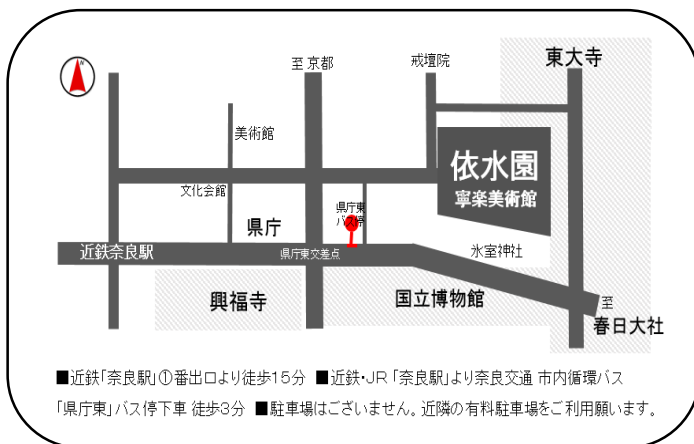 N
至 京都
戒壇院
東大寺
美術館
依水園
寧楽美術館
文化会館
県庁東
バス停
県庁
近鉄奈良駅
県庁東交差点
氷室神社
興福寺
国立博物館
至
春日大社
■近鉄「奈良駅」①番出口より徒歩15分 ■近鉄・JR「奈良駅」より奈良交通 市内循環バス
「県庁東」バス停下車 徒歩3分 ■駐車場はございません。近隣の有料駐車場をご利用願います。